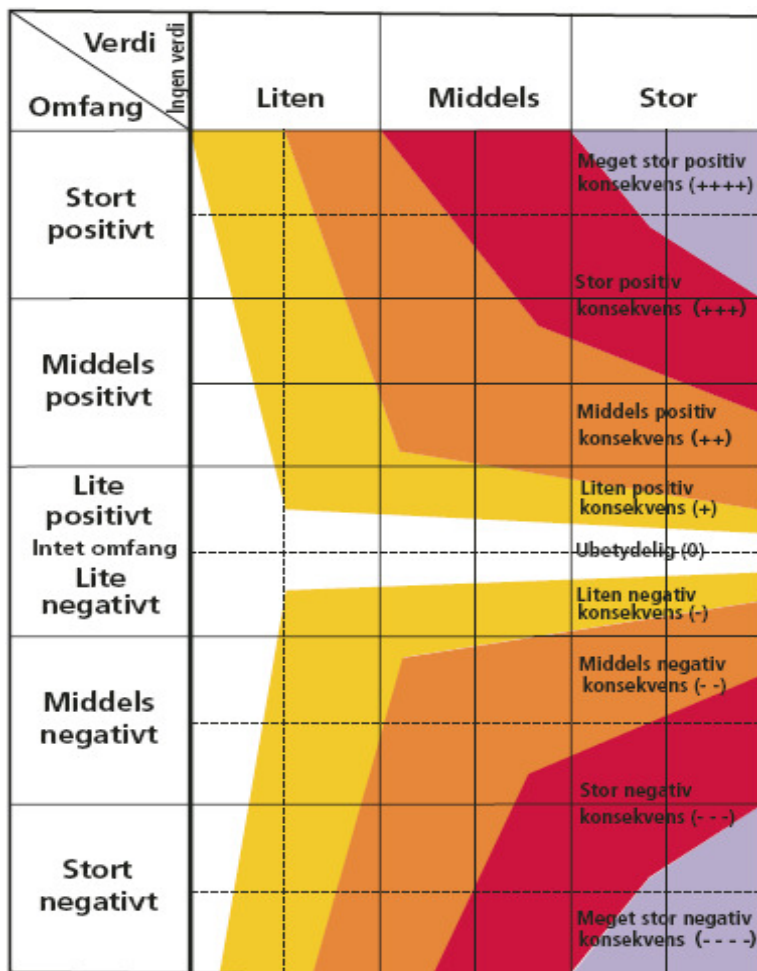 Verdi
Ingen verdi
Omfang
Liten
Middels
Stor
Stort
positivt
Meget stor positiv
konsekvens (++++)
Stor positiv
konsekvens (+++)
Middels
positivt
Middels positiv
konsekvens (++)
Lite
positivt
Liten positiv
konsekvens (+)
Intet omfang
Ubetydelig (0)
Lite
negativt
Liten negativ
konsekvens (-)
Middels
negativt
Middels negativ
konsekvens (- -)
Stor negativ
konsekvens (- - -)
Stort
negativt
Meget stor negativ
konsekvens (- - - -)